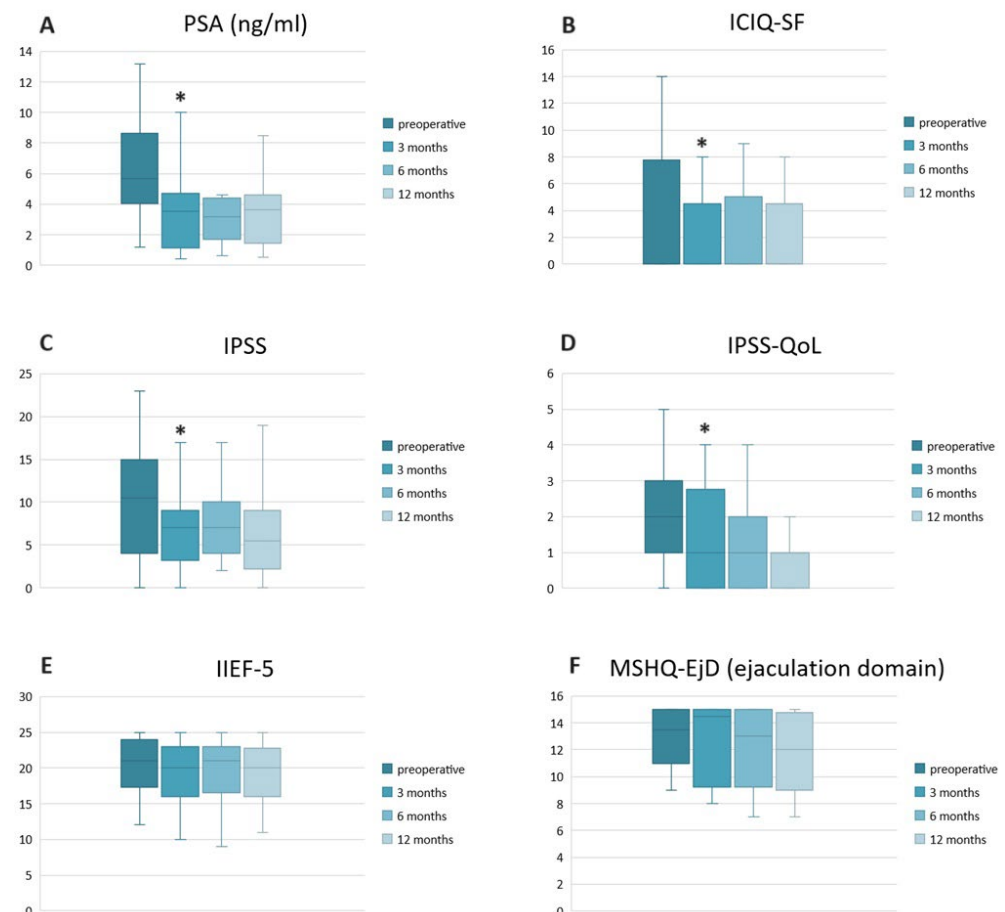 A PSA (ng/ml)
14
12
10
8
6
4
2
0
*
preoperative
3 months
6 months
12 months
B ICIQ-SF
16
14
12
10
8
6
4
2
0
*
preoperative
3 months
6 months
12 months
C IPSS
25
20
15
10
5
0
*
preoperative
3 months
6 months
12 months
D IPSS-QoL
6
5
4
3
2
1
0
*
preoperative
3 months
6 months
12 months
E IIEF-5
30
25
20
15
10
5
0
preoperative
3 months
6 months
12 months
F MSHQ-EjD (ejaculation domain)
16
14
12
10
8
6
4
2
0
preoperative
3 months
6 months
12 months